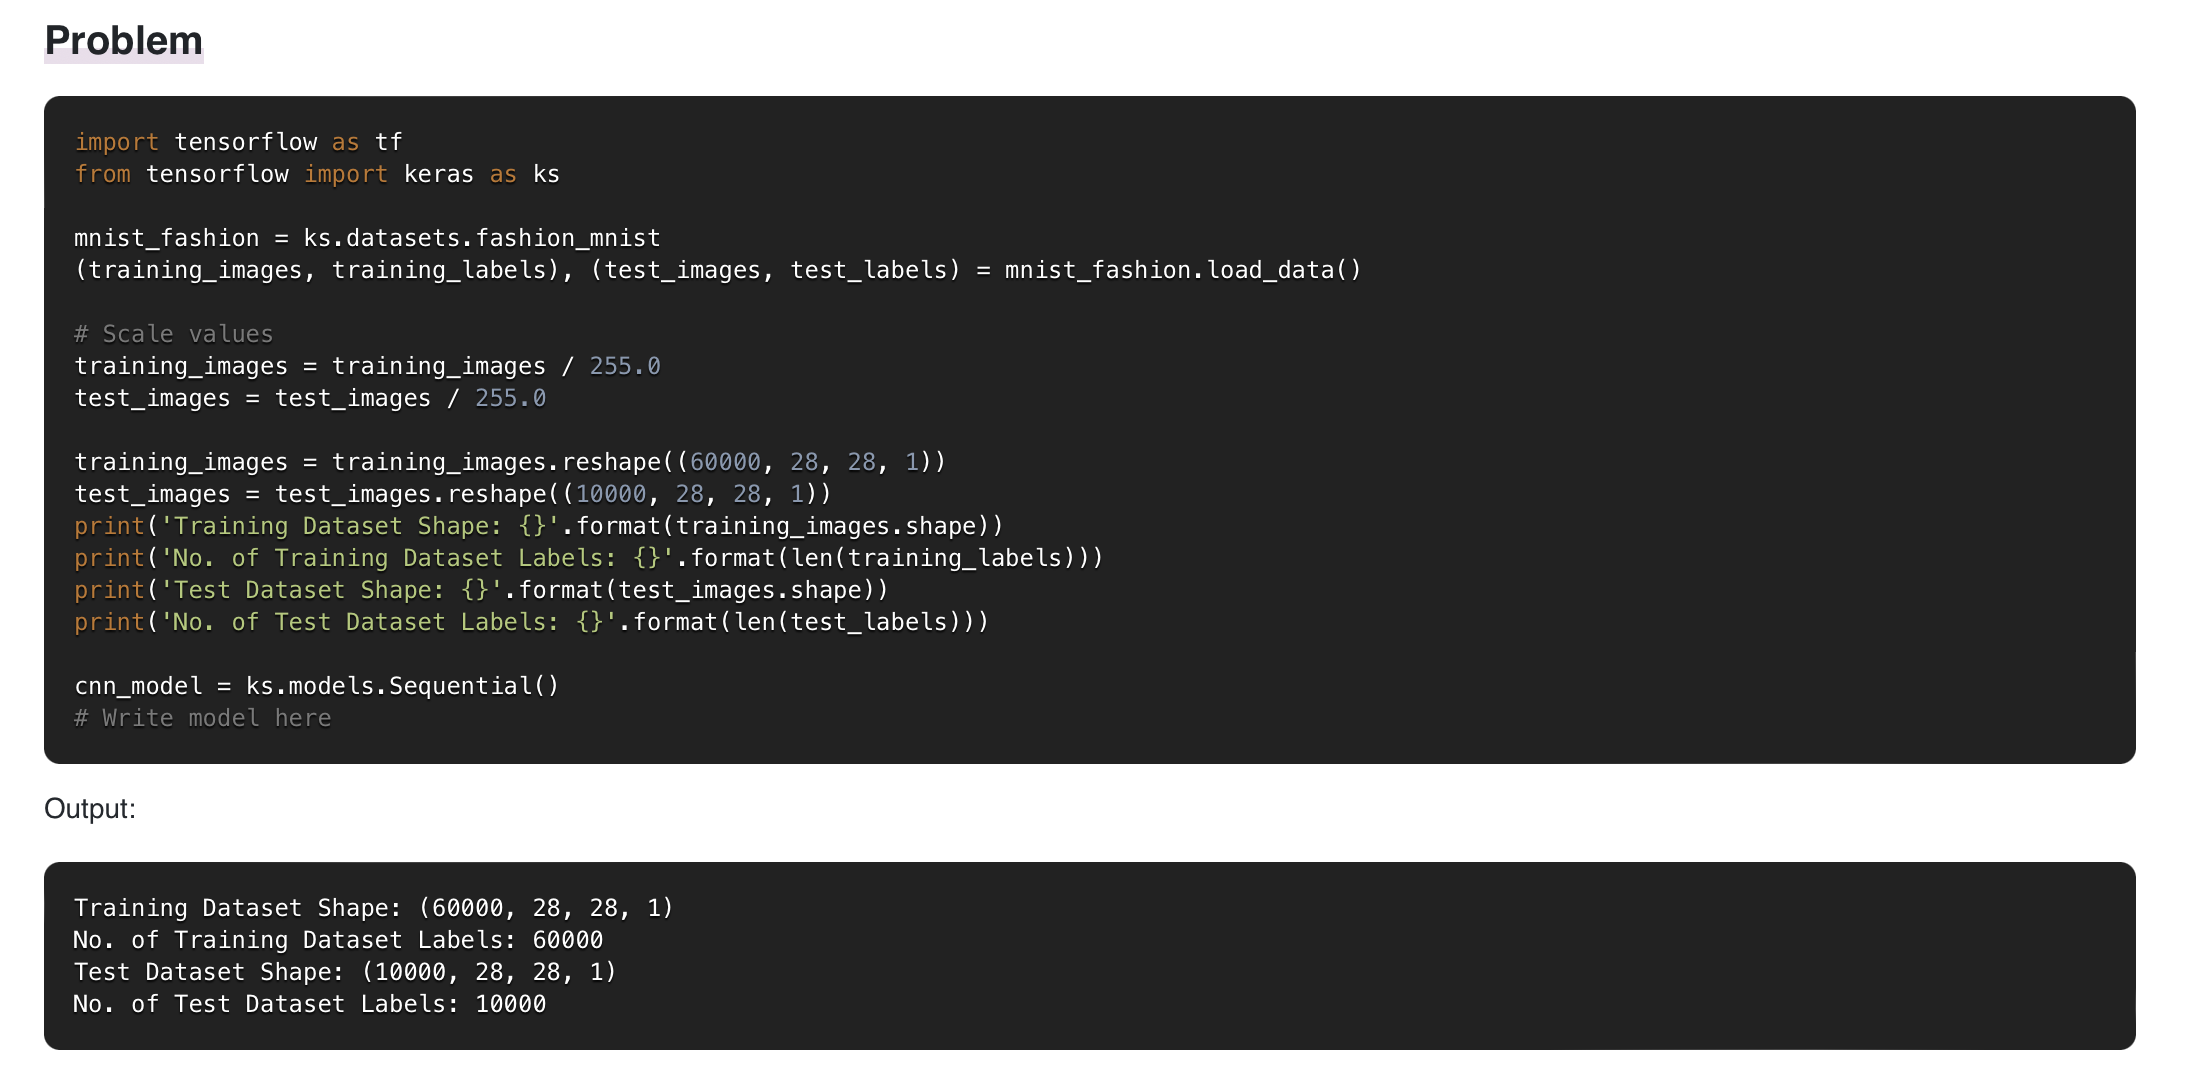 Problem
import tensorflow as tf
from tensorflow import keras as ks
mnist_fashion = ks.datasets.fashion_mnist
(training_images, training_labels), (test_images, test_labels) = mnist_fashion.load_data()
# Scale values
training_images = training_images / 255.0
test_images = test_images / 255.0
training_images = training_images.reshape((60000, 28, 28, 1))
test_images = test_images.reshape((10000, 28, 28, 1))
print('Training Dataset Shape: {}'.format(training_images.shape))
print('No. of Training Dataset Labels: {}'.format(len(training_labels)))
print('Test Dataset Shape: {}'.format(test_images.shape))
print('No. of Test Dataset Labels: {}'.format(len(test_labels)))
cnn_model = ks.models.Sequential()
# Write model here
Output:
Training Dataset Shape: (60000, 28, 28, 1)
No. of Training Dataset Labels: 60000
Test Dataset Shape: (10000, 28, 28, 1)
No. of Test Dataset Labels: 10000